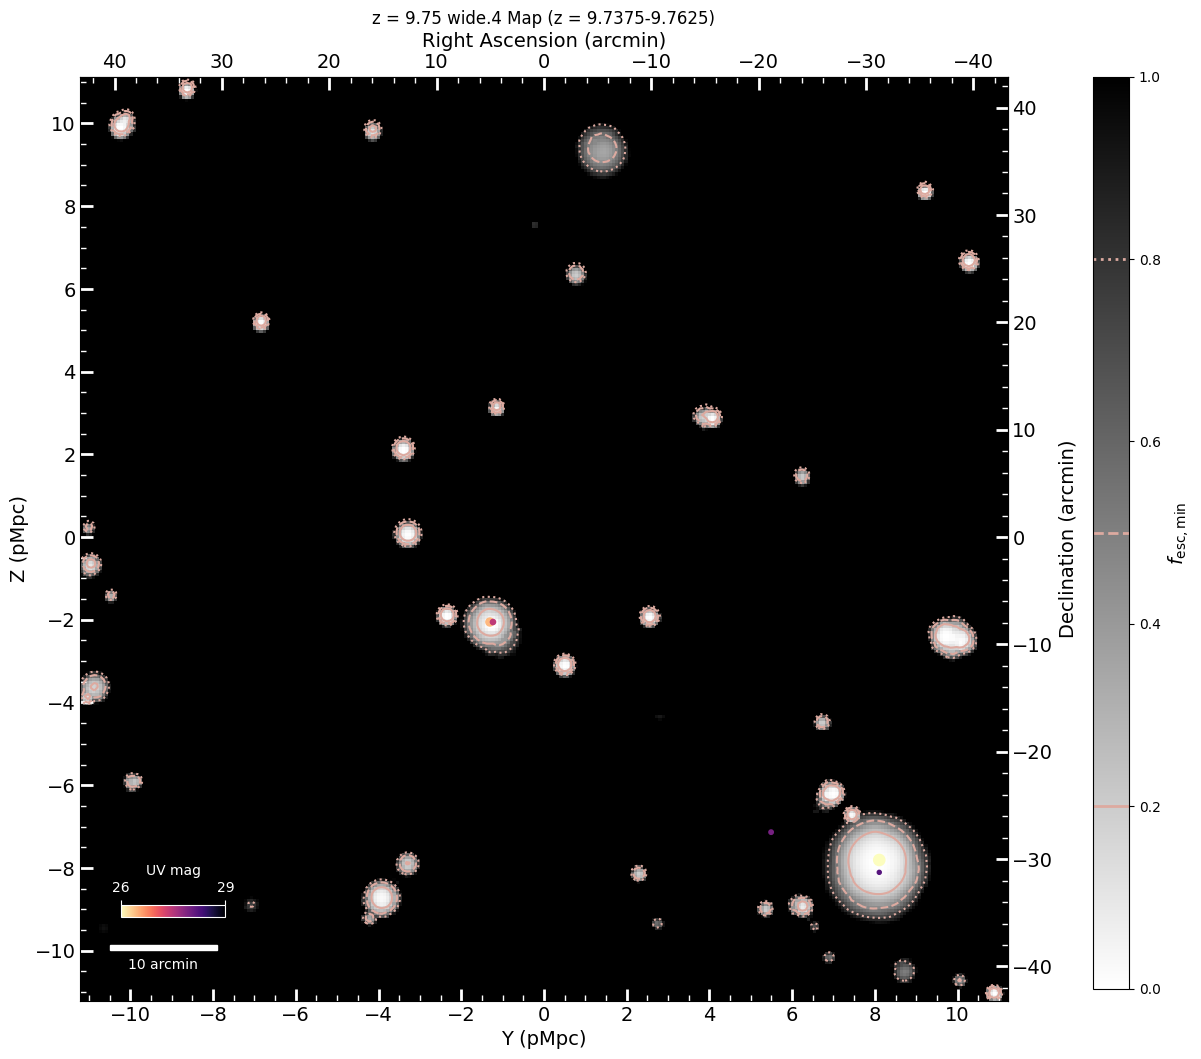 z = 9.75 wide.4 Map (z = 9.7375-9.7625)
Right Ascension (arcmin)
40 30 20 10 0 −10 −20 −30 −40
Z (pMpc)
10
8
6
4
2
0
−2
−4
−6
−8
−10
UV mag
26 29
10 arcmin
−10 −8 −6 −4 −2 0 2 4 6 8 10
Y (pMpc)
40
30
20
10
0
−10
−20
−30
−40
Declination (arcmin)
1.0
0.8
0.6
0.4
0.2
0.0
fesc, min